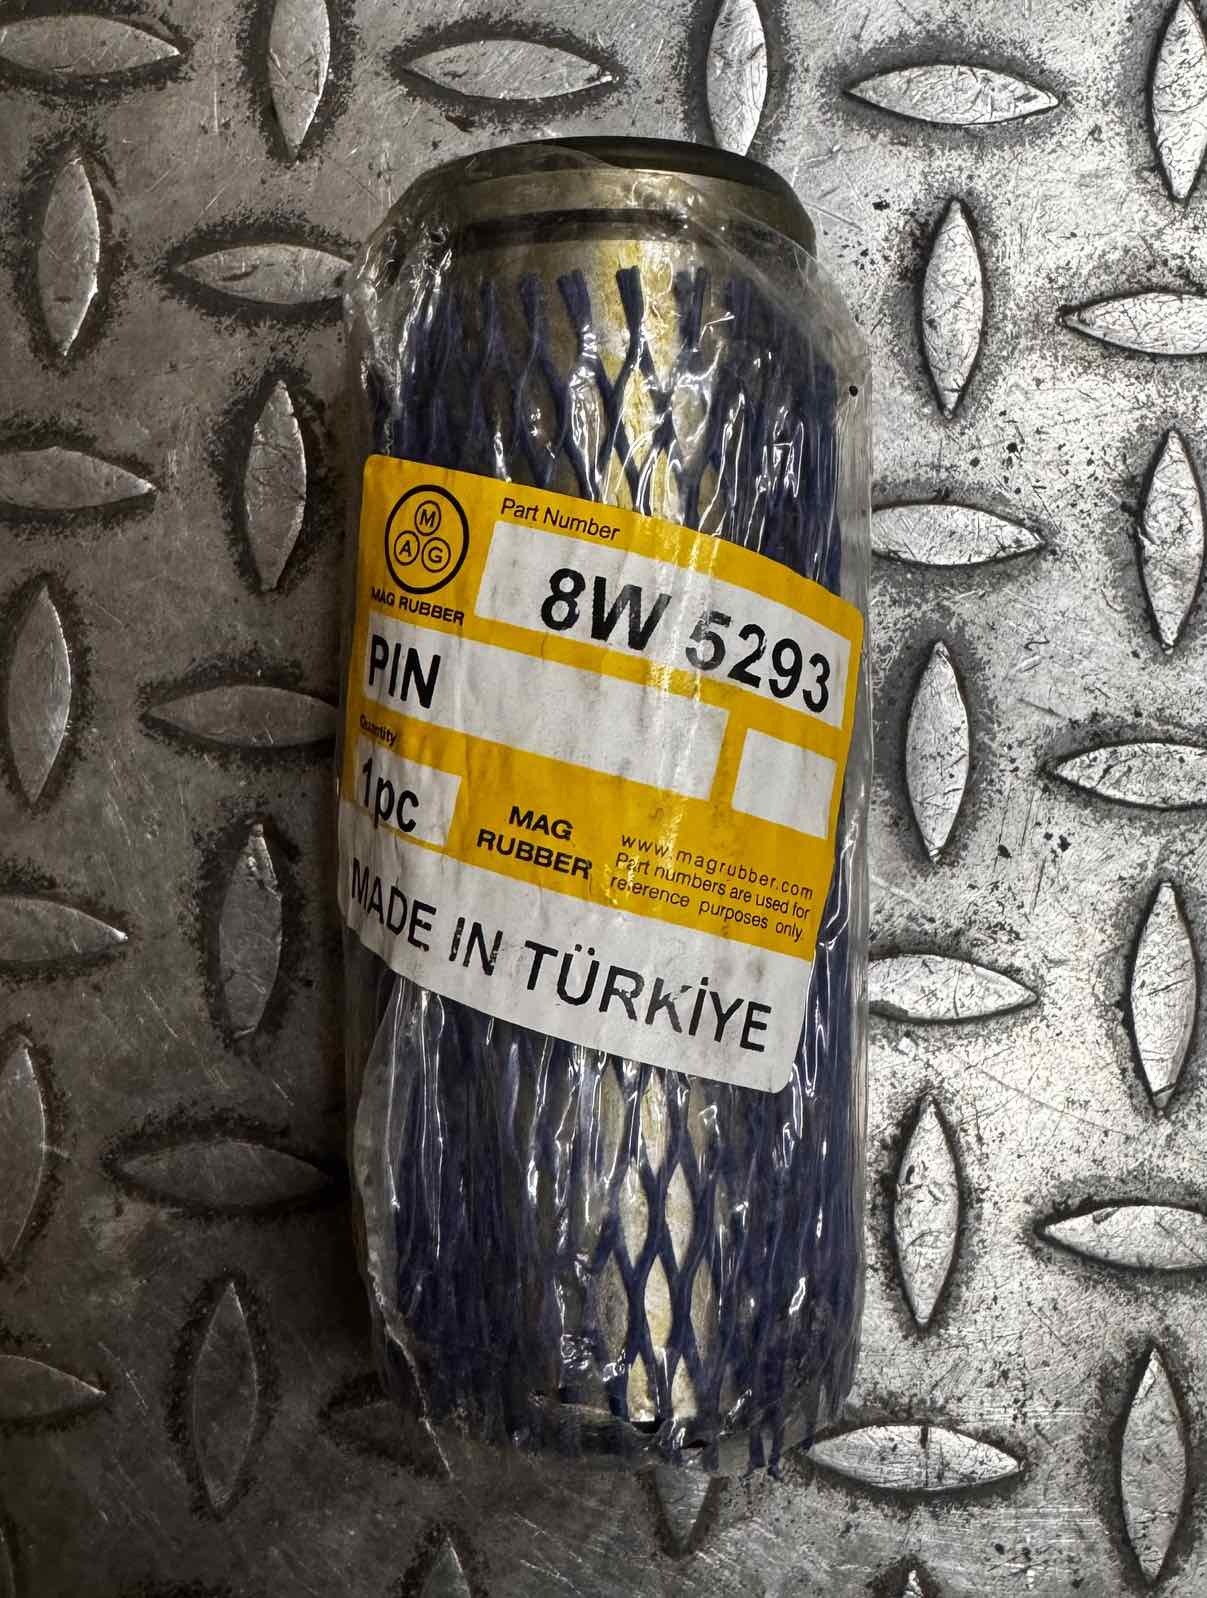 M
A G
MAG RUBBER
Part Number
8W 5293
PIN
Quantity
1pc
MAG
RUBBER
www.magrubber.com
Part numbers are used for
reference purposes only.
MADE IN TÜRKİYE